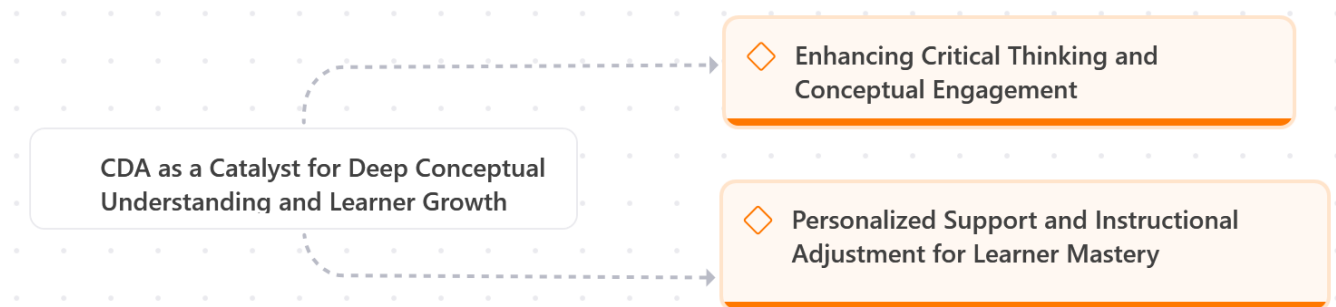 Enhancing Critical Thinking and
Conceptual Engagement
CDA as a Catalyst for Deep Conceptual
Understanding and Learner Growth
Personalized Support and Instructional
Adjustment for Learner Mastery